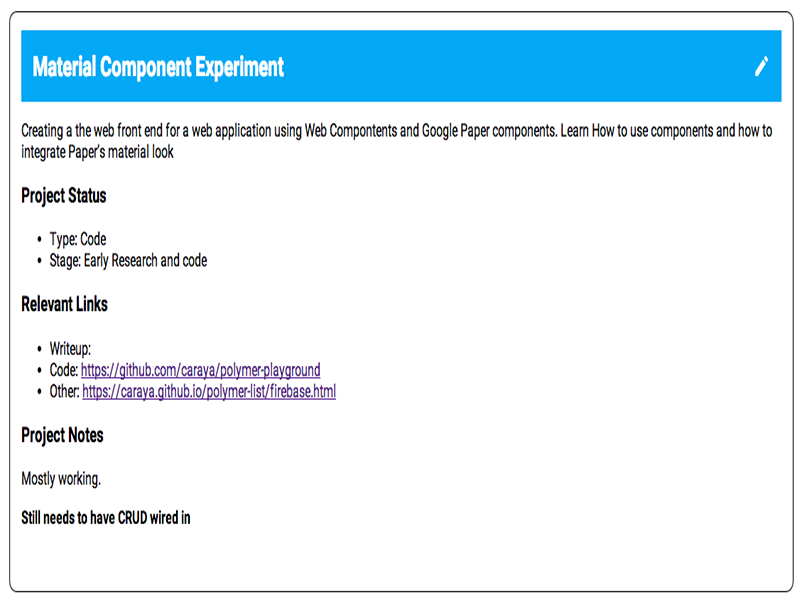 Material Component Experiment
Creating a the web front end for a web application using Web Compontents and Google Paper components. Learn How to use components and how to
integrate Paper's material look
Project Status
• Type: Code
• Stage: Early Research and code
Relevant Links
• Writeup:
• Code: https://github.com/caraya/polymer-playground
• Other: https://caraya.github.io/polymer-list/firebase.html
Project Notes
Mostly working.
Still needs to have CRUD wired in